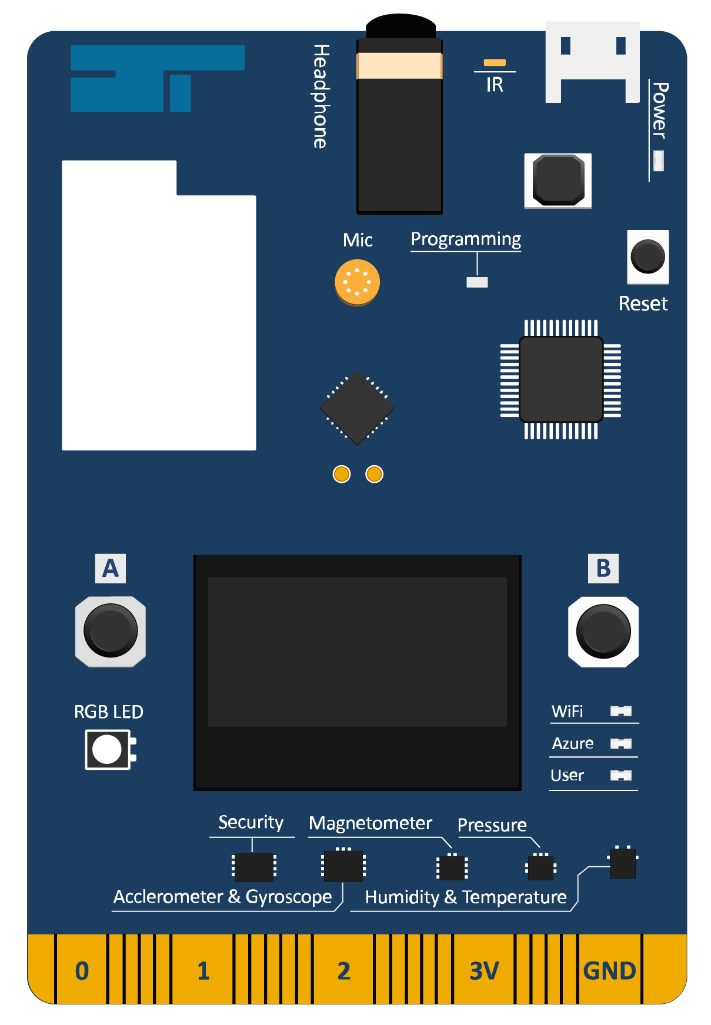 Headphone
IR
Power
Mic
Programming
Reset
A
B
RGB LED
WiFi
Azure
User
Security
Magnetometer
Pressure
Acclerometer & Gyroscope
Humidity & Temperature
0
1
2
3V
GND